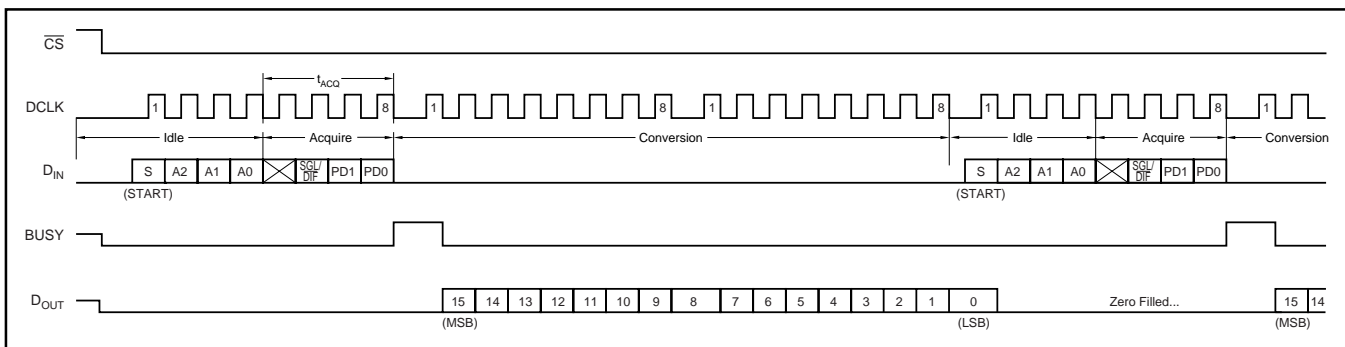 CS
tACQ
DCLK 1 8 1 8 1 8 1 8 1
Idle Acquire Conversion Idle Acquire Conversion
DIN S A2 A1 A0 SGL/DIF PD1 PD0 S A2 A1 A0 SGL/DIF PD1 PD0
(START) (START)
BUSY
DOUT 15 14 13 12 11 10 9 8 7 6 5 4 3 2 1 0 Zero Filled... 15 14
(MSB) (LSB) (MSB)